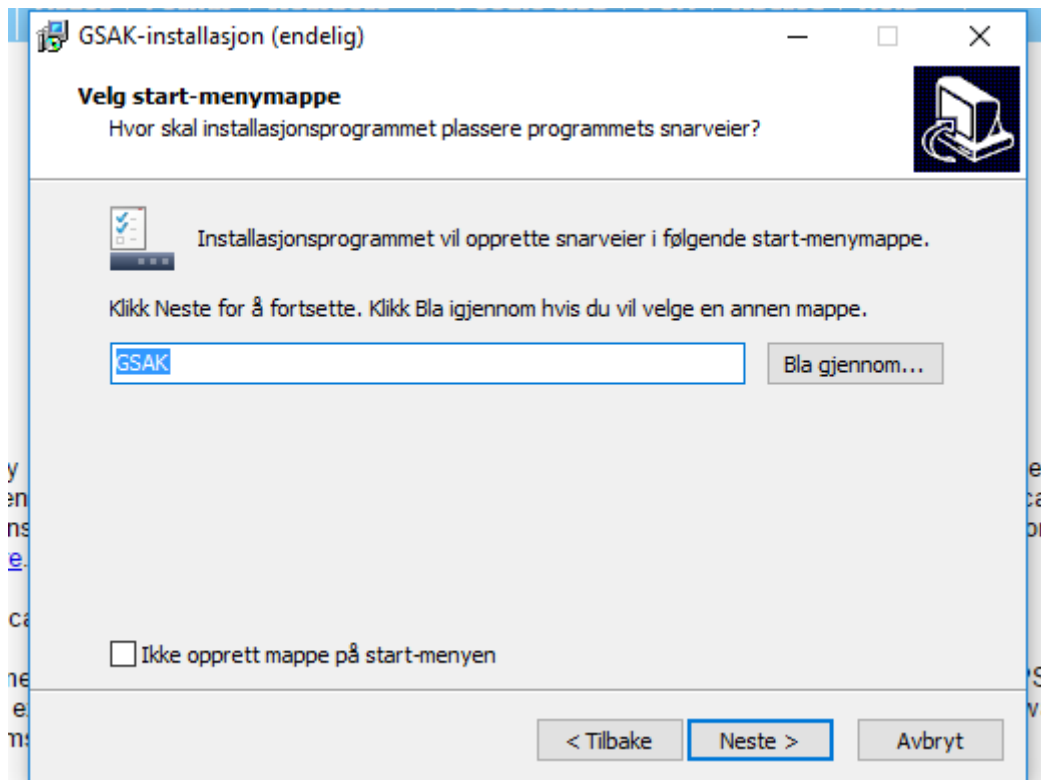 GSAK-installasjon (endelig)
Velg start-menymappe
Hvor skal installasjonsprogrammet plassere programmets snarveier?
Installasjonsprogrammet vil opprette snarveier i følgende start-menymappe.
Klikk Neste for å fortsette. Klikk Bla igjennom hvis du vil velge en annen mappe.
GSAK
Bla gjennom...
Ikke opprett mappe på start-menyen
< Tilbake
Neste >
Avbryt